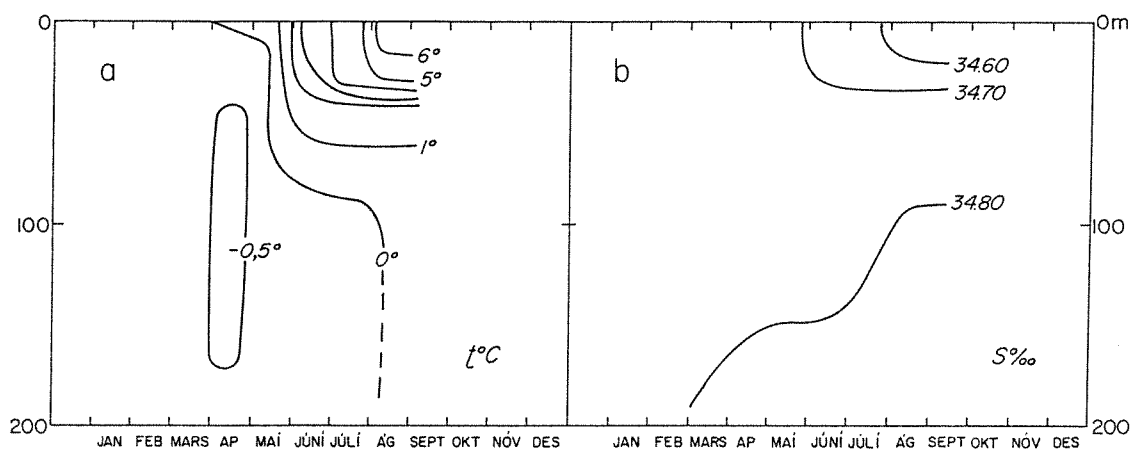 0
0m
a
b
6°
5°
1°
34.60
34.70
100
-0,5°
0°
34.80
100
t°C
S‰
200
200
JAN FEB MARS AP MAÍ JÚNÍ JÚLÍ ÁG SEPT OKT NÓV DES
JAN FEB MARS AP MAÍ JÚNÍ JÚLÍ ÁG SEPT OKT NÓV DES